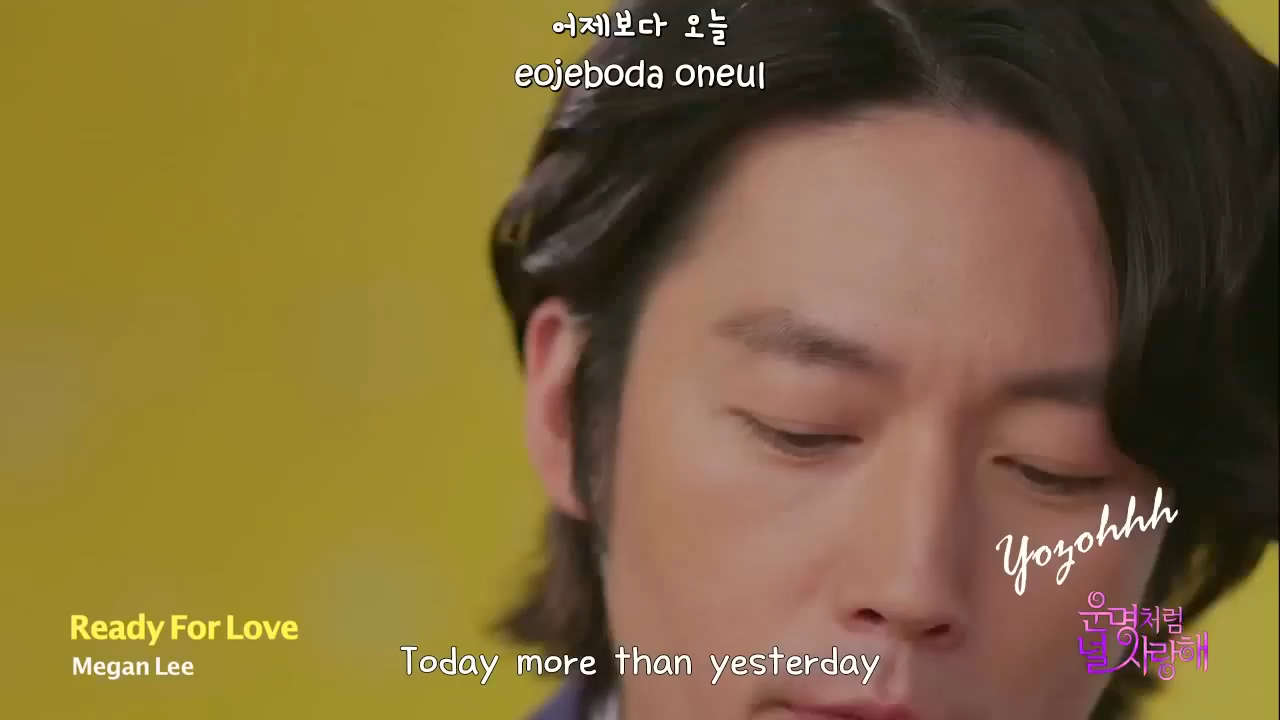 어제보다 오늘
eojeboda oneul
Yozohhh
Ready For Love
Megan Lee
Today more than yesterday
운명처럼
널 사랑해